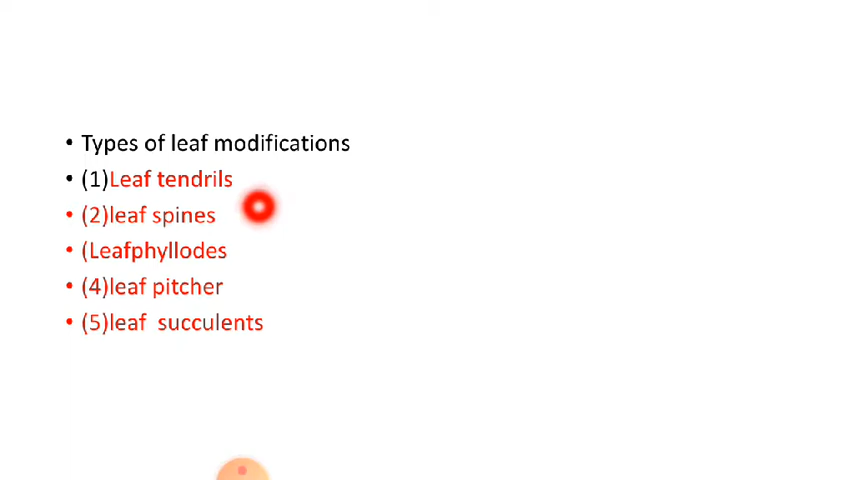 • Types of leaf modifications
• (1)Leaf tendrils
• (2)leaf spines
• (Leafphyllodes
• (4)leaf pitcher
• (5)leaf  succulents